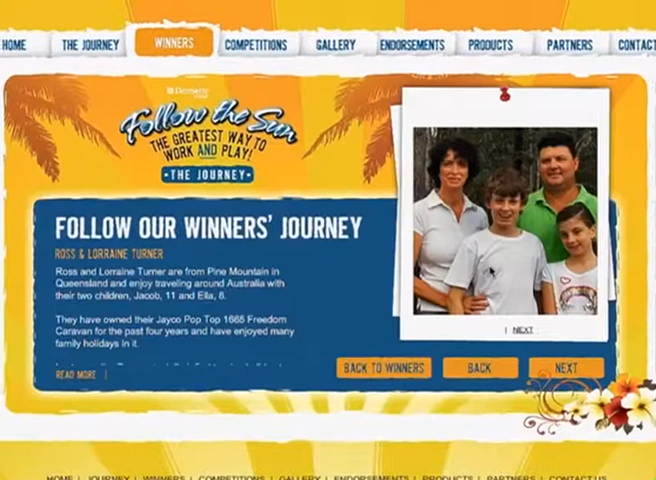 HOME THE JOURNEY WINNERS COMPETITIONS GALLERY ENDORSEMENTS PRODUCTS PARTNERS CONTACT
Dometic
Follow the Sun
THE GREATEST WAY TO
WORK AND PLAY!
• THE JOURNEY •
FOLLOW OUR WINNERS' JOURNEY
ROSS & LORRAINE TURNER
Ross and Lorraine Turner are from Pine Mountain in
Queensland and enjoy traveling around Australia with
their two children, Jacob, 11 and Ella, 8.
They have owned their Jayco Pop Top 1665 Freedom
Caravan for the past four years and have enjoyed many
family holidays in it.
READ MORE |
| NEXT
BACK TO WINNERS BACK NEXT
HOME | JOURNEY | WINNERS | COMPETITIONS | GALLERY | ENDORSEMENTS | PRODUCTS | PARTNERS | CONTACT US